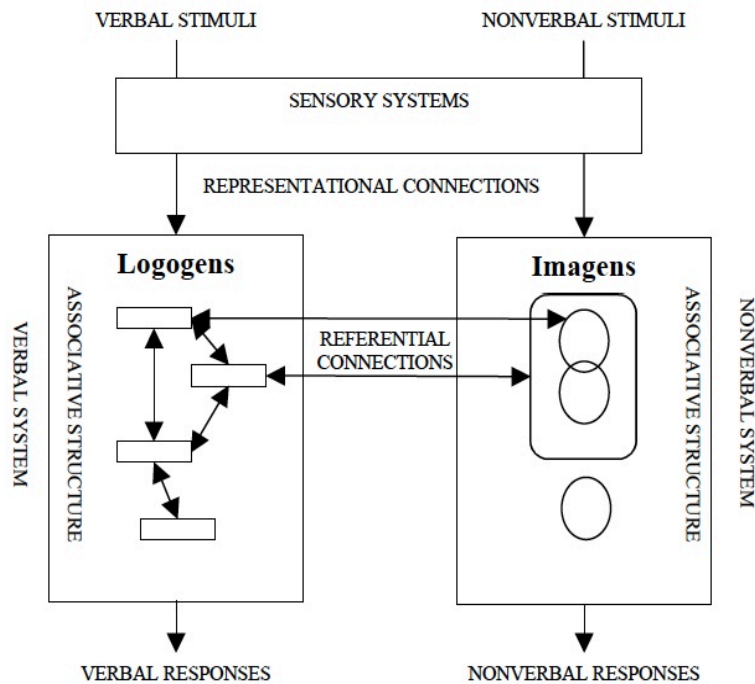 VERBAL STIMULI
NONVERBAL STIMULI
SENSORY SYSTEMS
REPRESENTATIONAL CONNECTIONS
Logogens
Imagens
VERBAL SYSTEM
ASSOCIATIVE STRUCTURE
REFERENTIAL
CONNECTIONS
ASSOCIATIVE STRUCTURE
NONVERBAL SYSTEM
VERBAL RESPONSES
NONVERBAL RESPONSES